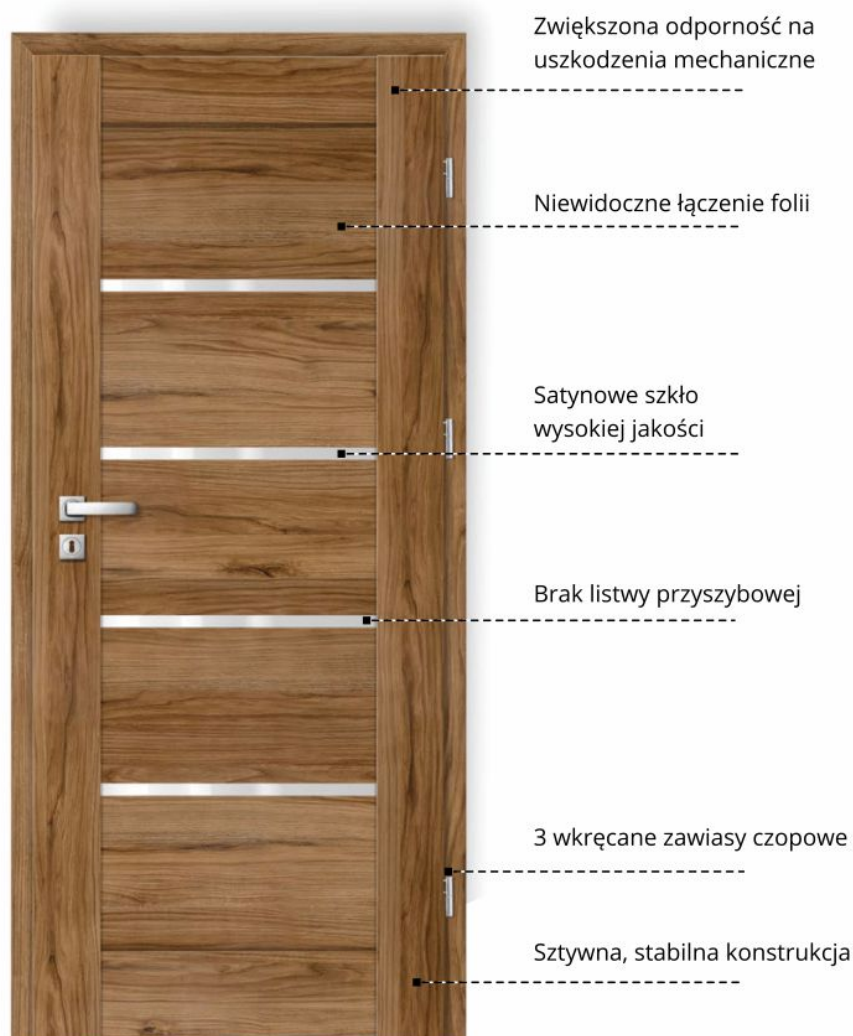 Zwiększona odporność na
uszkodzenia mechaniczne
Niewidoczne łączenie folii
Satynowe szkło
wysokiej jakości
Brak listwy przyszybowej
3 wkręcane zawiasy czopowe
Sztywna, stabilna konstrukcja